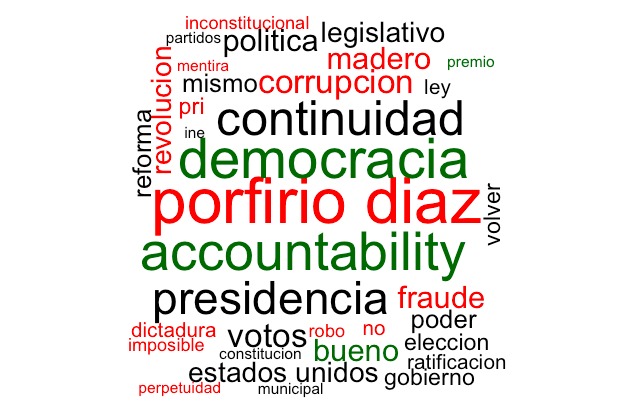 inconstitucional
partidos
politica
legislativo
mentira
madero
premio
revolucion
mismo
corrupcion
ley
pri
reforma
ine
continuidad
democracia
porfirio diaz
volver
accountability
presidencia
fraude
dictadura
votos
robo
no
poder
imposible
constitucion
bueno
eleccion
ratificacion
estados unidos
gobierno
perpetuidad
municipal